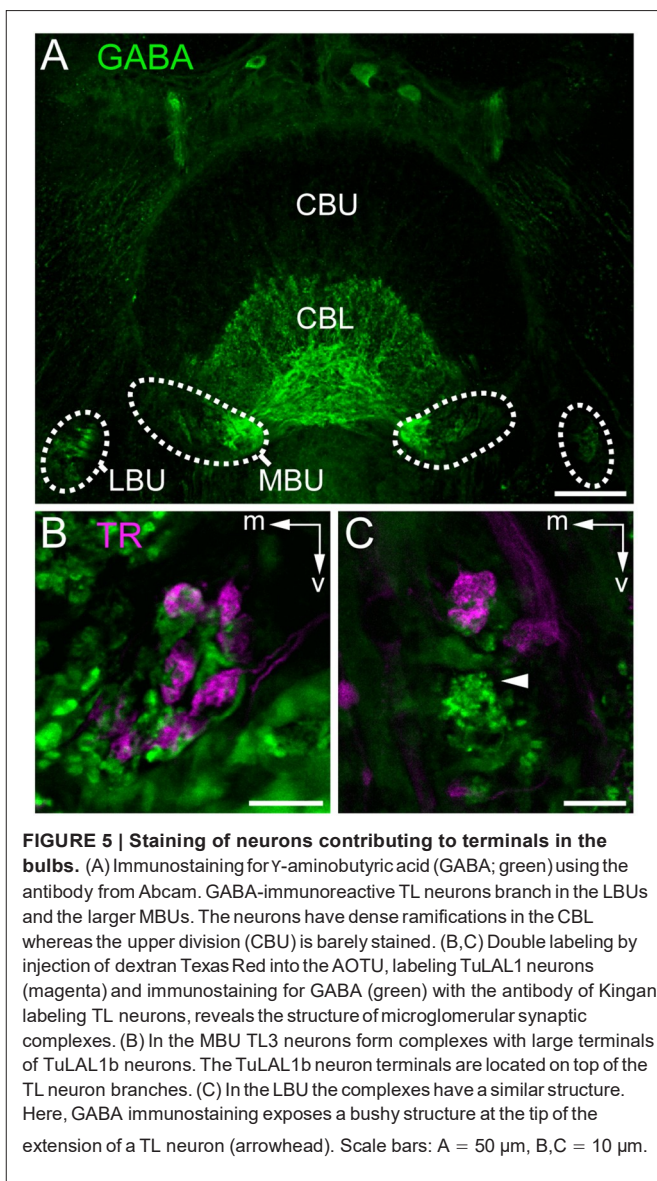 A GABA
CBU
CBL
LBU
MBU
B TR
m
v
C
m
v
FIGURE 5 | Staining of neurons contributing to terminals in the
bulbs. (A) Immunostaining for Υ-aminobutyric acid (GABA; green) using the
antibody from Abcam. GABA-immunoreactive TL neurons branch in the LBUs
and the larger MBUs. The neurons have dense ramifications in the CBL
whereas the upper division (CBU) is barely stained. (B,C) Double labeling by
injection of dextran Texas Red into the AOTU, labeling TuLAL1 neurons
(magenta) and immunostaining for GABA (green) with the antibody of Kingan
labeling TL neurons, reveals the structure of microglomerular synaptic
complexes. (B) In the MBU TL3 neurons form complexes with large terminals
of TuLAL1b neurons. The TuLAL1b neuron terminals are located on top of the
TL neuron branches. (C) In the LBU the complexes have a similar structure.
Here, GABA immunostaining exposes a bushy structure at the tip of the
extension of a TL neuron (arrowhead). Scale bars: A = 50 μm, B,C = 10 μm.